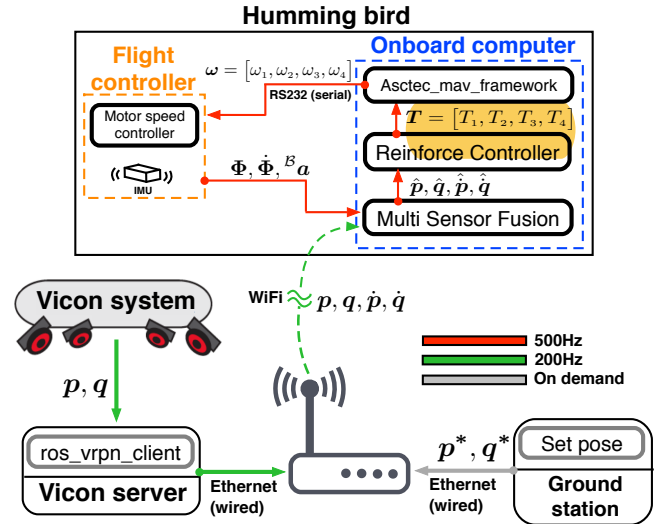 Humming bird
Flight
controller
Onboard computer
ω = [ω₁, ω₂, ω₃, ω₄]
RS232 (serial)
Asctec_mav_framework
Motor speed
controller
T = [T₁, T₂, T₃, T₄]
Reinforce Controller
IMU
Φ, Φ̇, ᴮa
p̂, q̂, p̂̇, q̂̇
Multi Sensor Fusion
Vicon system
WiFi
p, q, ṗ, q̇
500Hz
200Hz
On demand
p, q
ros_vrpn_client
Vicon server
Ethernet
(wired)
p*, q*
Ethernet
(wired)
Set pose
Ground
station